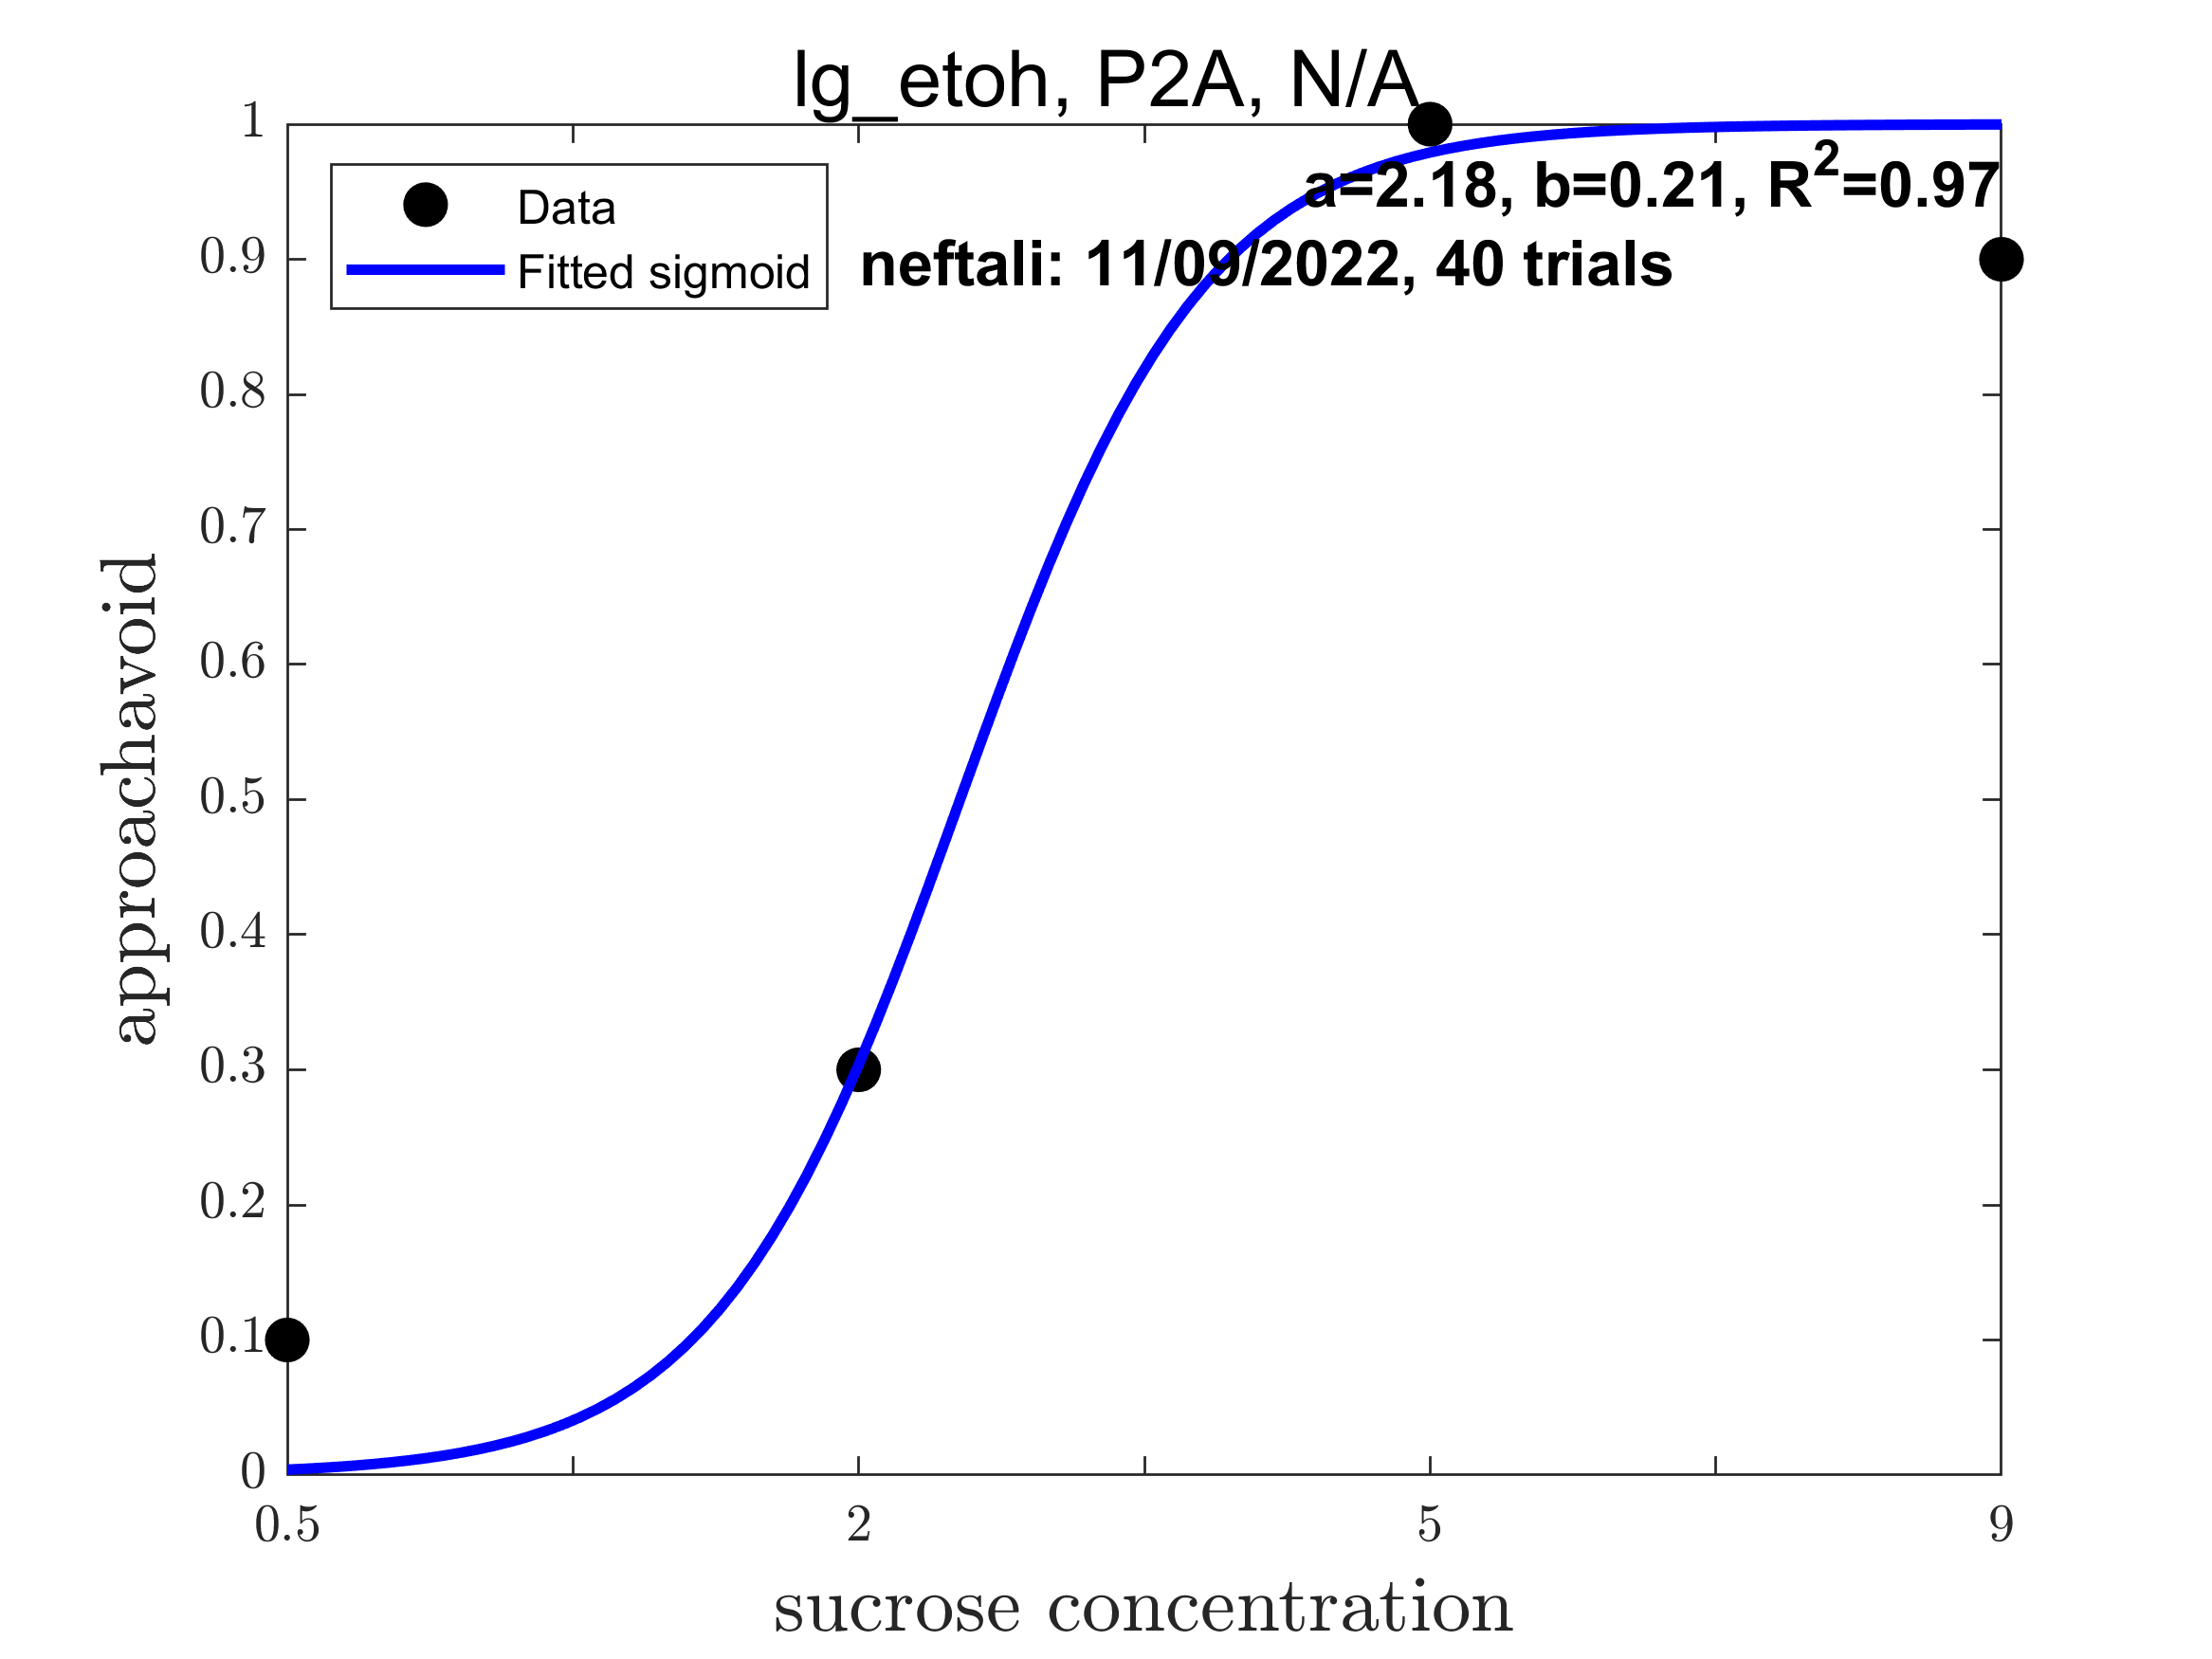 lg_etoh, P2A, N/A
Data
Fitted sigmoid
a=2.18, b=0.21, R²=0.97
neftali: 11/09/2022, 40 trials
approachavoid
1
0.9
0.8
0.7
0.6
0.5
0.4
0.3
0.2
0.1
0
0.5 2 5 9
sucrose concentration